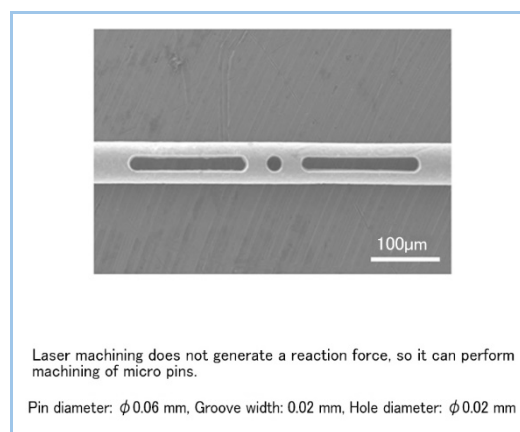 100μm
Laser machining does not generate a reaction force, so it can perform
machining of micro pins.
Pin diameter: ϕ0.06 mm, Groove width: 0.02 mm, Hole diameter: ϕ0.02 mm